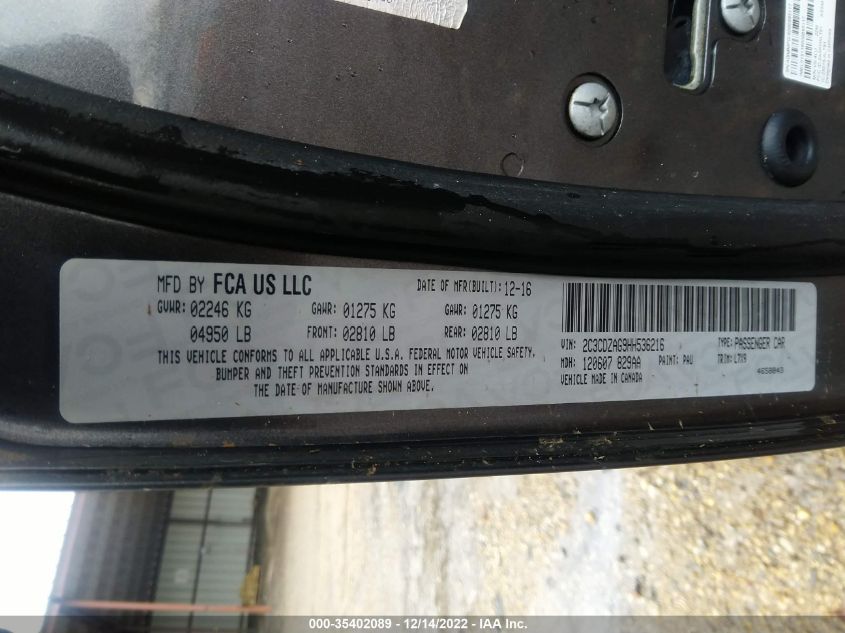 MFD BY FCA US LLC DATE OF MFR(BUILT): 12-16
GVWR: 02246 KG GAWR: 01275 KG GAWR: 01275 KG
04950 LB FRONT: 02810 LB REAR: 02810 LB
THIS VEHICLE CONFORMS TO ALL APPLICABLE U.S.A. FEDERAL MOTOR VEHICLE SAFETY,
BUMPER AND THEFT PREVENTION STANDARDS IN EFFECT ON
THE DATE OF MANUFACTURE SHOWN ABOVE.
VIN: 2C3CDZAG9HH536216 TYPE: PASSENGER CAR
MDH: 120607 829AA PAINT: PAU TRIM: L7X9
VEHICLE MADE IN CANADA 4658043
000-35402089 - 12/14/2022 - IAA Inc.